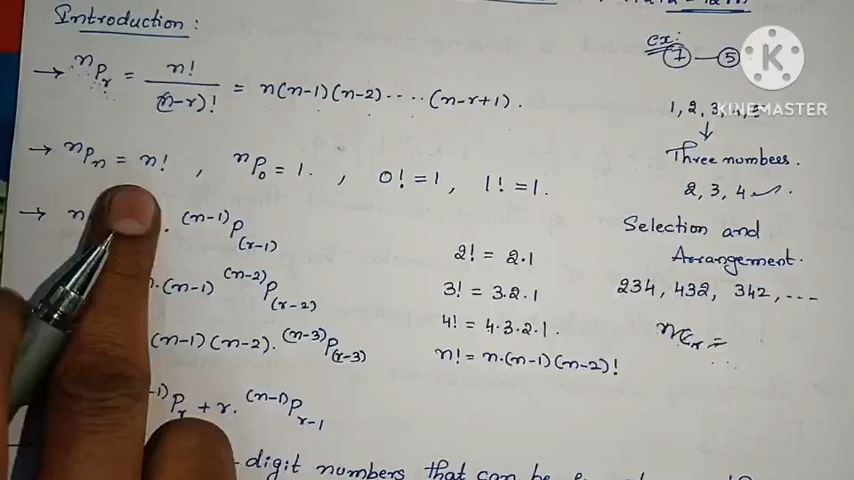 Introduction :
→ nPr = n! / (n-r)! = n(n-1)(n-2) .... (n-r+1).
→ nPn = n! , nP0 = 1. , 0! = 1 , 1! = 1.
→ n . (n-1)P(r-1)
n.(n-1) (n-2)P(r-2)
(n-1)(n-2). (n-3)P(r-3)
-1)Pr + r. (n-1)Pr-1
-digit numbers that can be
2! = 2.1
3! = 3.2.1
4! = 4.3.2.1.
n! = n.(n-1)(n-2)!
ex:
1 — 5
1, 2, 3, 4, 5
↓
Three numbers.
2, 3, 4 ✓.
Selection and
Arrangement.
234, 432, 342, ...
nCr =
K
KINEMASTER